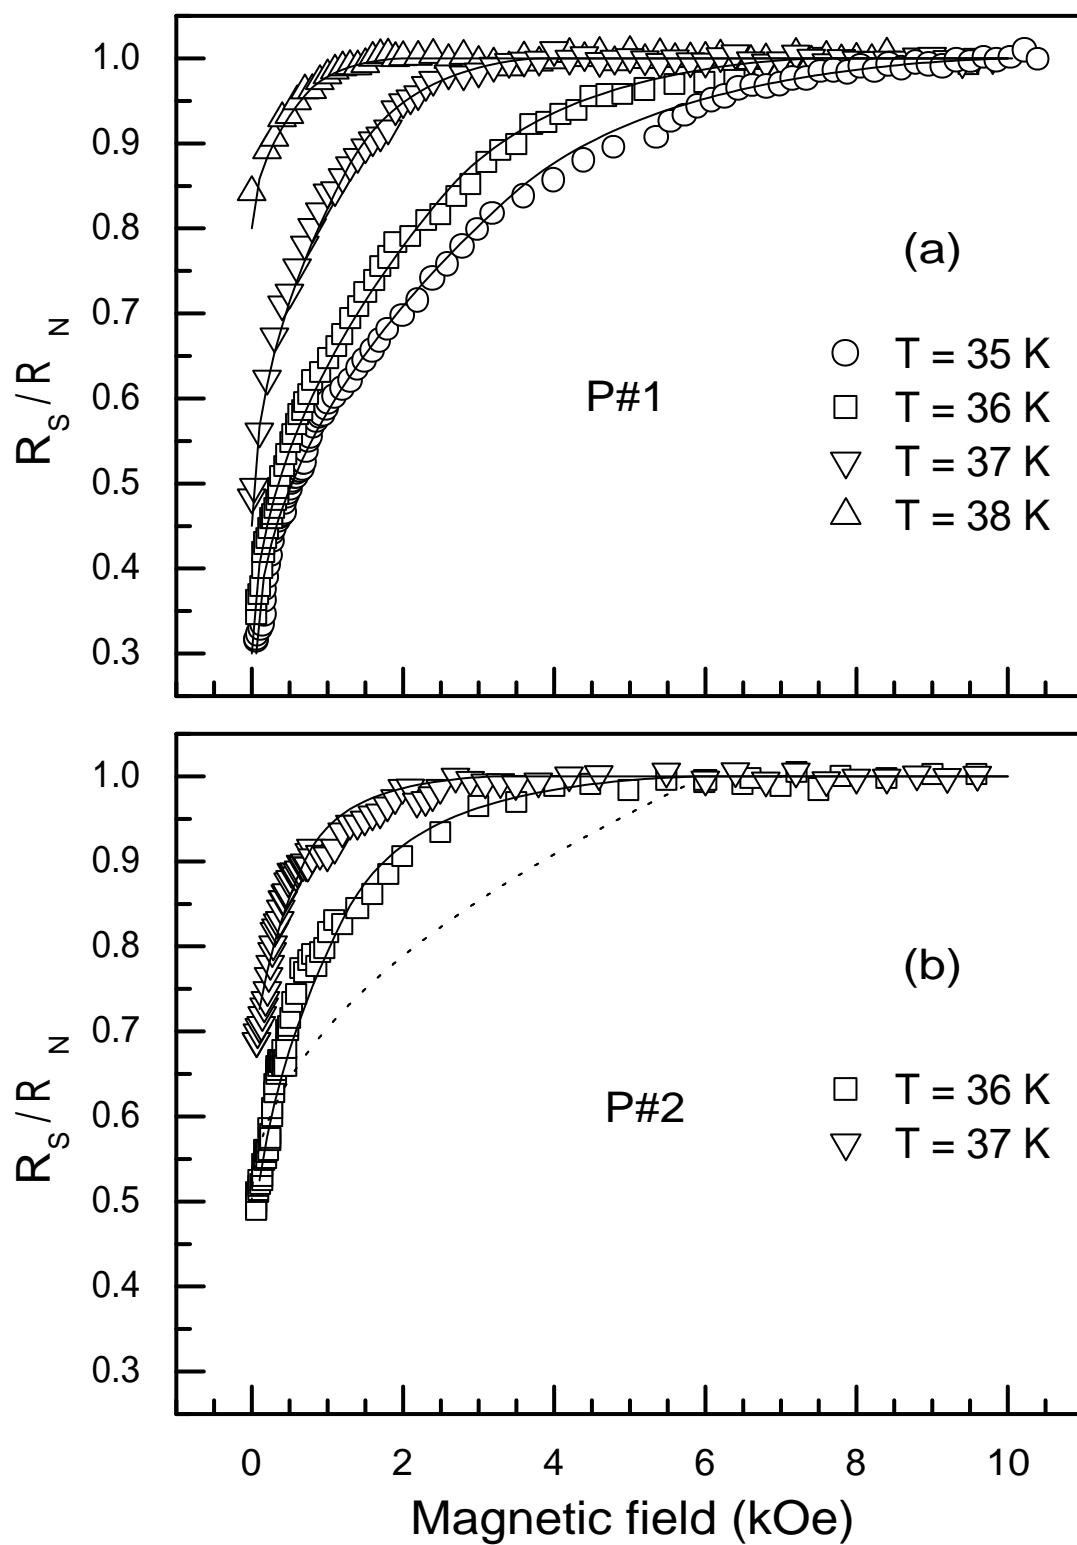 1.0
0.9
0.8
0.7
0.6
0.5
0.4
0.3
R_S/R_N
(a)
P#1
T = 35 K
T = 36 K
T = 37 K
T = 38 K
1.0
0.9
0.8
0.7
0.6
0.5
0.4
0.3
R_S/R_N
(b)
P#2
T = 36 K
T = 37 K
0 2 4 6 8 10
Magnetic field (kOe)